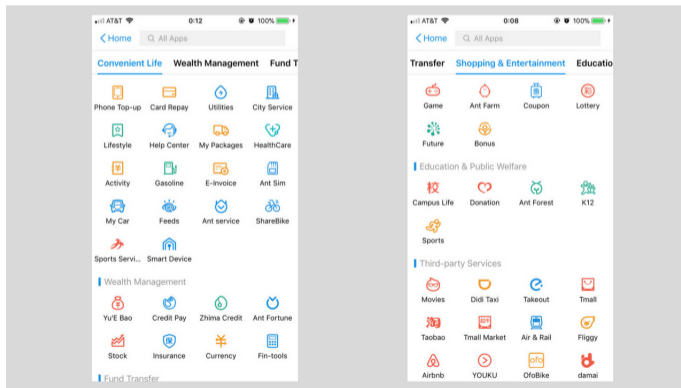 AT&T 0:12 100%
Home All Apps
Convenient Life Wealth Management Fund T
Phone Top-up Card Repay Utilities City Service
Lifestyle Help Center My Packages HealthCare
Activity Gasoline E-Invoice Ant Sim
My Car Feeds Ant service ShareBike
Sports Servi... Smart Device
Wealth Management
Yu'E Bao Credit Pay Zhima Credit Ant Fortune
Stock Insurance Currency Fin-tools
Fund Transfer
AT&T 0:08 100%
Home All Apps
Transfer Shopping & Entertainment Educatio
Game Ant Farm Coupon Lottery
Future Bonus
Education & Public Welfare
校
Campus Life Donation Ant Forest K12
Sports
Third-party Services
Movies Didi Taxi Takeout Tmall
Taobao Tmall Market Air & Rail Fliggy
ofo
Airbnb YOUKU OfoBike damai